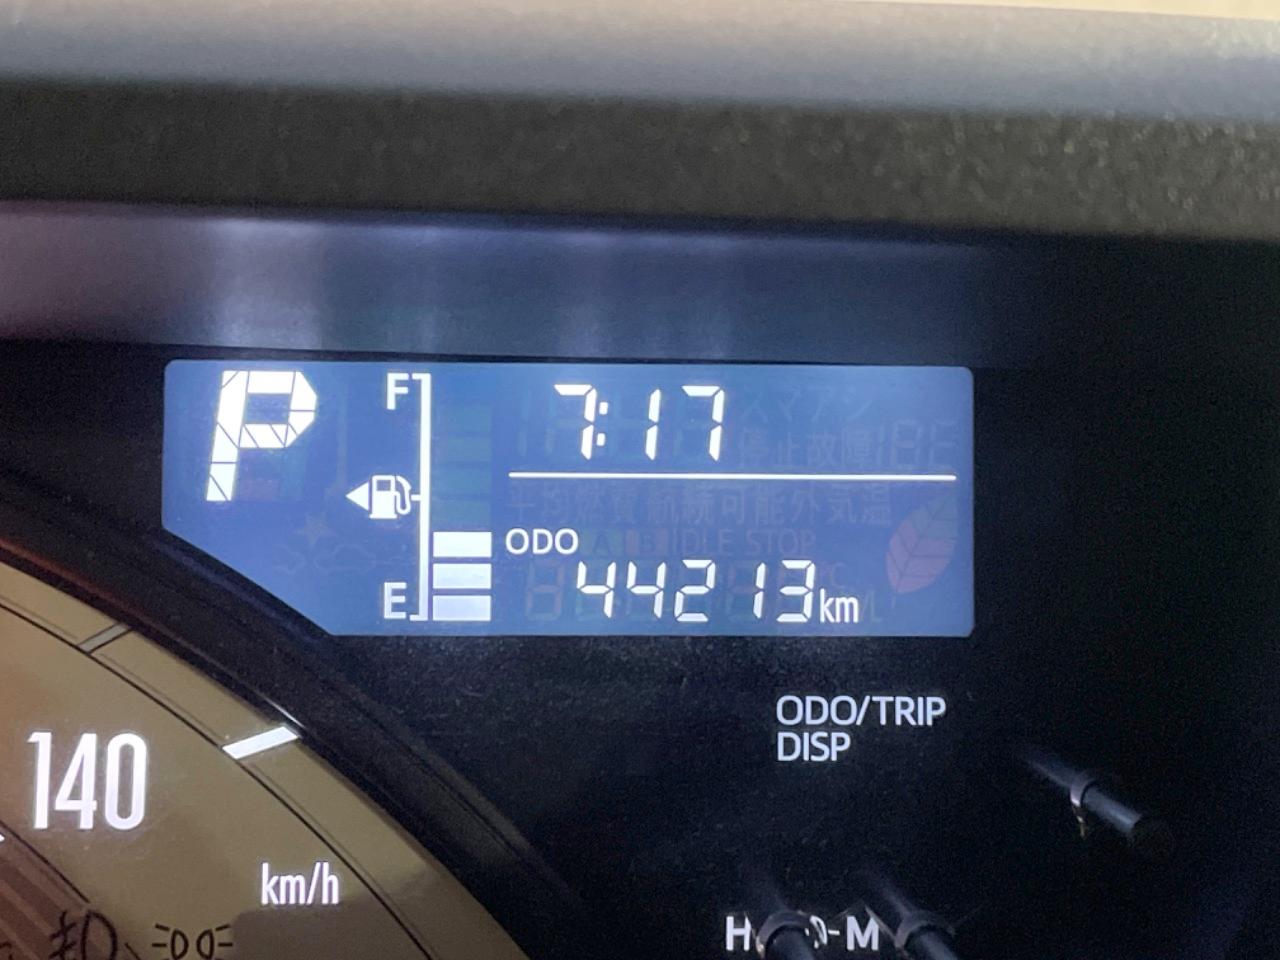 P
F
7:17
スマアシ
停止故障
平均燃費航続可能外気温
ODO
A B IDLE STOP
E
44213km
ODO/TRIP
DISP
140
km/h
H
-M